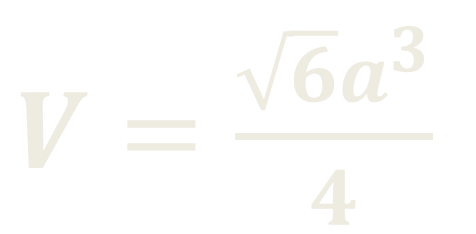 V = √6a³/4